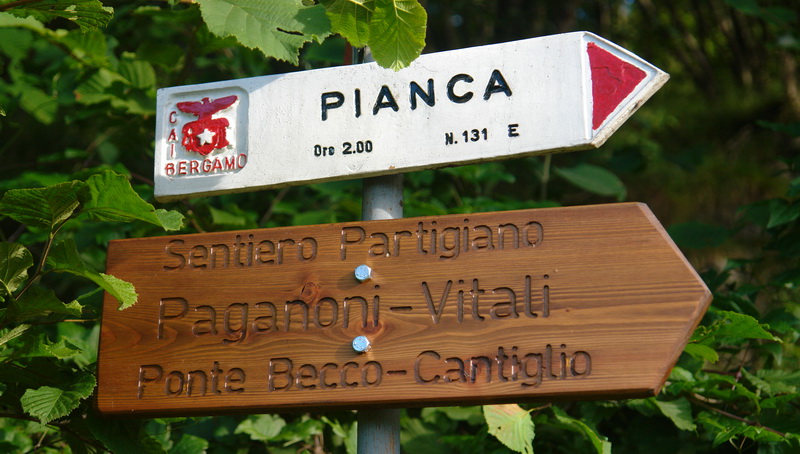 PIANCA
CAI
BERGAMO
Ore 2.00
N. 131 E
Sentiero Partigiano
Paganoni-Vitali
Ponte Becco-Cantiglio